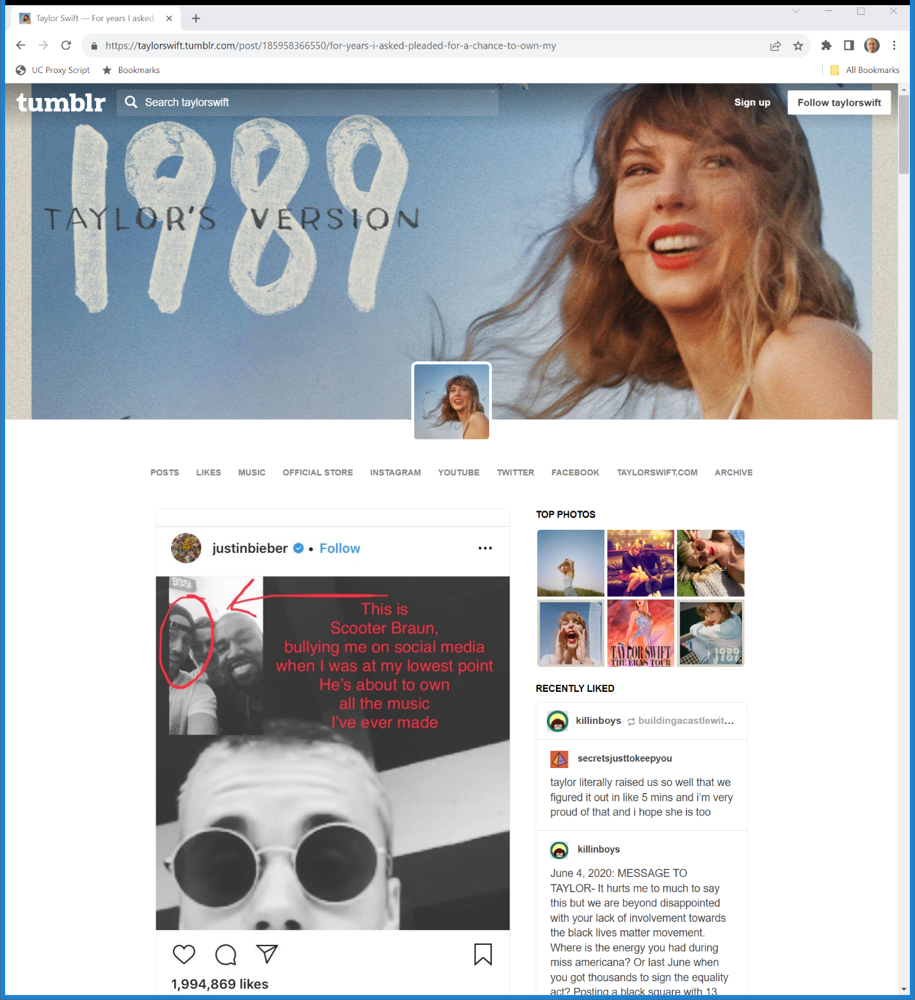 Taylor Swift — For years I asked,
https://taylorswift.tumblr.com/post/185958366550/for-years-i-asked-pleaded-for-a-chance-to-own-my
UC Proxy Script
Bookmarks
All Bookmarks
tumblr
Search taylorswift
Sign up
Follow taylorswift
1989
TAYLOR'S VERSION
POSTS LIKES MUSIC OFFICIAL STORE INSTAGRAM YOUTUBE TWITTER FACEBOOK TAYLORSWIFT.COM ARCHIVE
justinbieber • Follow
This is
Scooter Braun,
bullying me on social media
when I was at my lowest point
He's about to own
all the music
I've ever made
1,994,869 likes
TOP PHOTOS
TAYLOR SWIFT
THE ERAS TOUR
1989
RECENTLY LIKED
killinboys buildingacastlewit...
secretsjusttokeepyou
taylor literally raised us so well that we
figured it out in like 5 mins and i'm very
proud of that and i hope she is too
killinboys
June 4, 2020: MESSAGE TO
TAYLOR- It hurts me to much to say
this but we are beyond disappointed
with your lack of involvement towards
the black lives matter movement.
Where is the energy you had during
miss americana? Or last June when
you got thousands to sign the equality
act? Posting a black square with 13